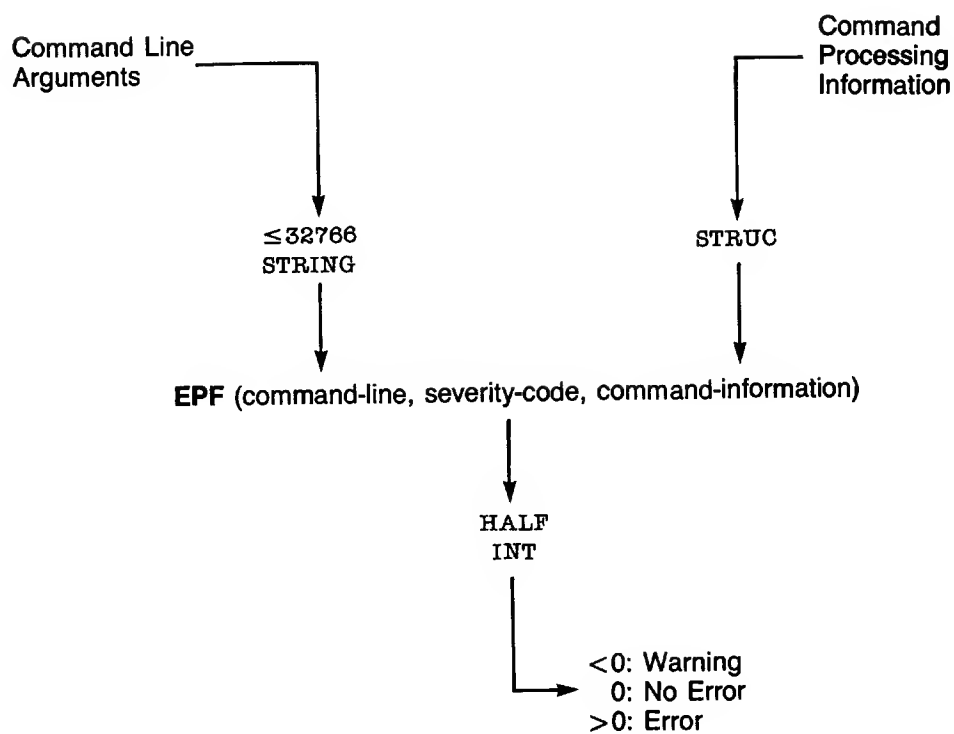 Command Line
Arguments
Command
Processing
Information
≤32766
STRING
STRUC
EPF (command-line, severity-code, command-information)
HALF
INT
<0: Warning
0: No Error
>0: Error